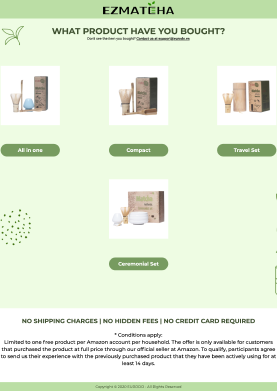 EZMATCHA
WHAT PRODUCT HAVE YOU BOUGHT?
Don't see the item you bought? Contact us at
All in one
Compact
Travel Set
Ceremonial Set
NO SHIPPING CHARGES | NO HIDDEN FEES | NO CREDIT CARD REQUIRED
* Conditions apply:
Limited to one free product per Amazon account per household. The offer is only available for customers
that purchased the product at full price through our official seller at Amazon. To qualify, participants agree
to send us their experience with the previously purchased product that they have been actively using for at
least 14 days.
Copyright © 2020 All Rights Reserved